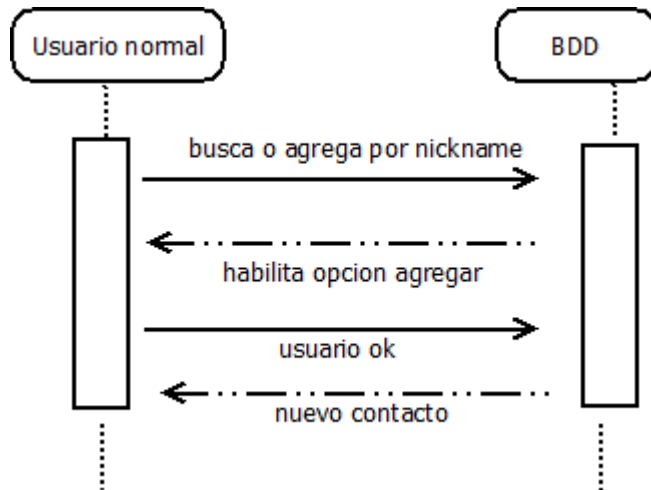 Usuario normal
BDD
busca o agrega por nickname
habilita opcion agregar
usuario ok
nuevo contacto